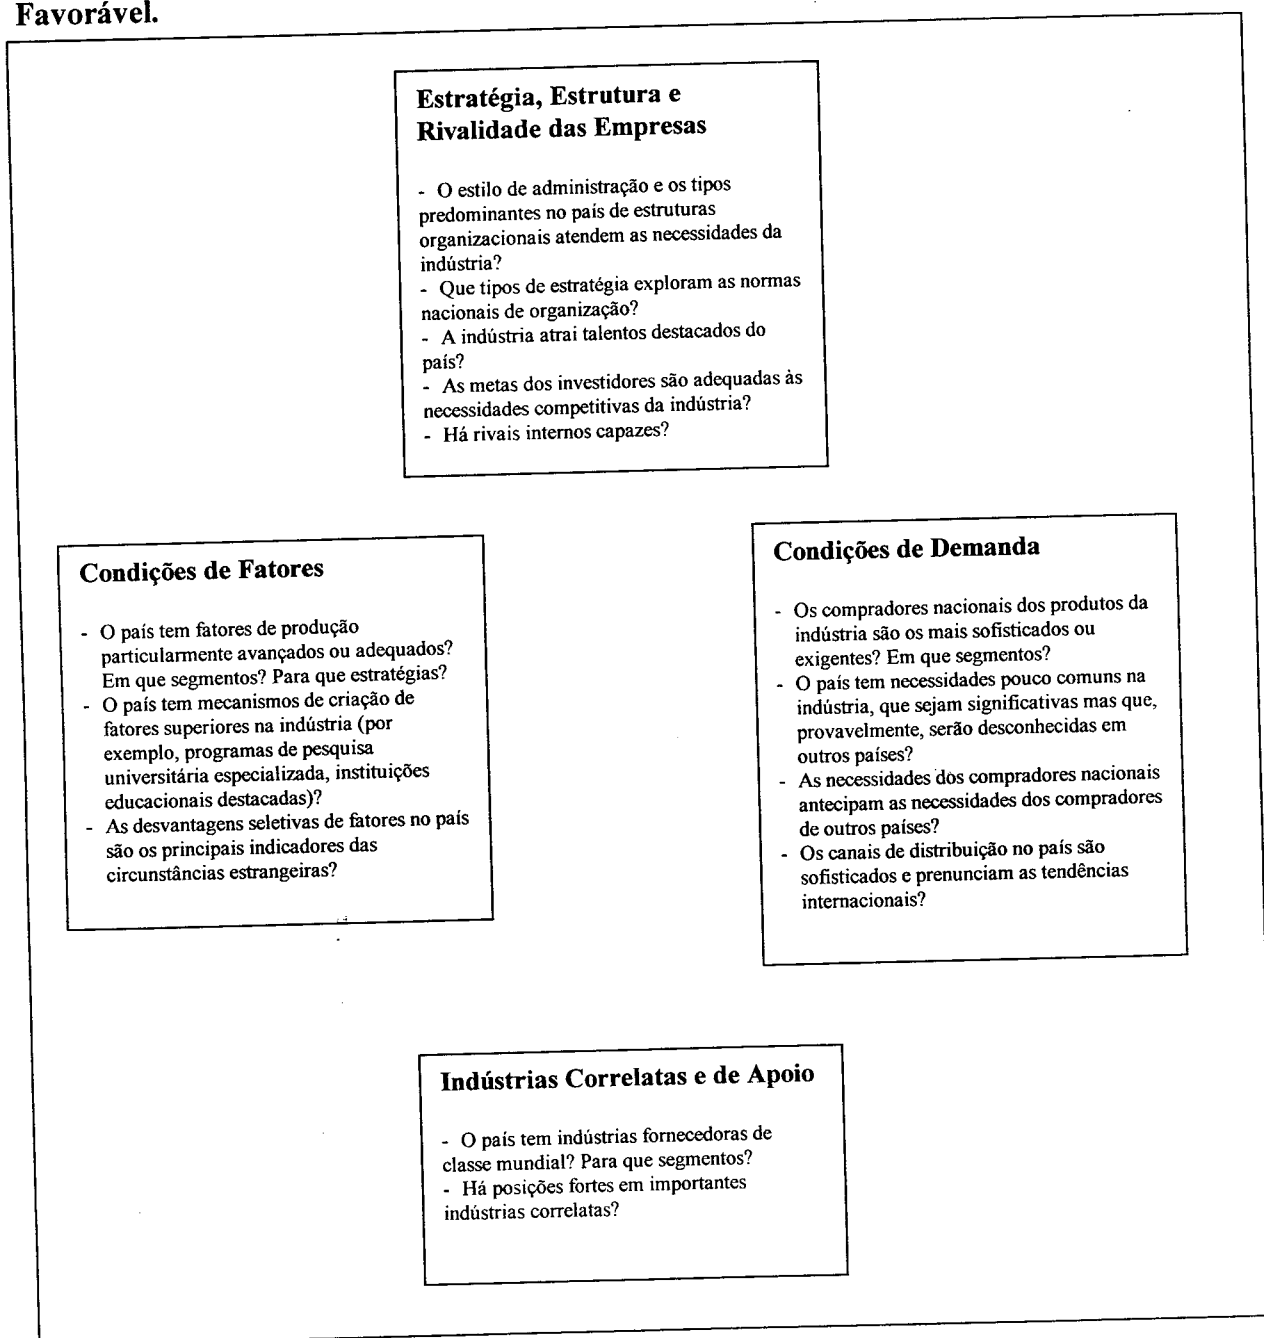 Favorável.
Estratégia, Estrutura e
Rivalidade das Empresas
- O estilo de administração e os tipos
predominantes no país de estruturas
organizacionais atendem as necessidades da
indústria?
- Que tipos de estratégia exploram as normas
nacionais de organização?
- A indústria atrai talentos destacados do
país?
- As metas dos investidores são adequadas às
necessidades competitivas da indústria?
- Há rivais internos capazes?
Condições de Fatores
- O país tem fatores de produção
particularmente avançados ou adequados?
Em que segmentos? Para que estratégias?
- O país tem mecanismos de criação de
fatores superiores na indústria (por
exemplo, programas de pesquisa
universitária especializada, instituições
educacionais destacadas)?
- As desvantagens seletivas de fatores no país
são os principais indicadores das
circunstâncias estrangeiras?
Condições de Demanda
- Os compradores nacionais dos produtos da
indústria são os mais sofisticados ou
exigentes? Em que segmentos?
- O país tem necessidades pouco comuns na
indústria, que sejam significativas mas que,
provavelmente, serão desconhecidas em
outros países?
- As necessidades dos compradores nacionais
antecipam as necessidades dos compradores
de outros países?
- Os canais de distribuição no país são
sofisticados e prenunciam as tendências
internacionais?
Indústrias Correlatas e de Apoio
- O país tem indústrias fornecedoras de
classe mundial? Para que segmentos?
- Há posições fortes em importantes
indústrias correlatas?